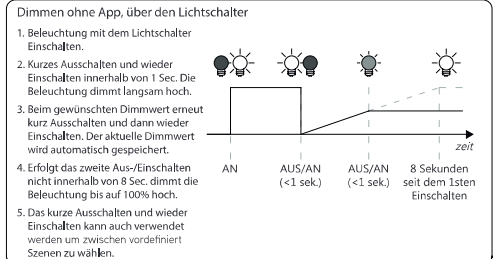 Dimmen ohne App, über den Lichtschalter
1. Beleuchtung mit dem Lichtschalter
Einschalten.
2. Kurzes Ausschalten und wieder
Einschalten innerhalb von 1 Sec. Die
Beleuchtung dimmt langsam hoch.
3. Beim gewünschten Dimmwert erneut
kurz Ausschalten und dann wieder
Einschalten. Der aktuelle Dimmwert
wird automatisch gespeichert.
4. Erfolgt das zweite Aus-/Einschalten
nicht innerhalb von 8 Sec. dimmt die
Beleuchtung bis auf 100% hoch.
5. Das kurze Ausschalten und wieder
Einschalten kann auch verwendet
werden um zwischen vordefiniert
Szenen zu wählen.
zeit
AN
AUS/AN
(<1 sek.)
AUS/AN
(<1 sek.)
8 Sekunden
seit dem 1sten
Einschalten